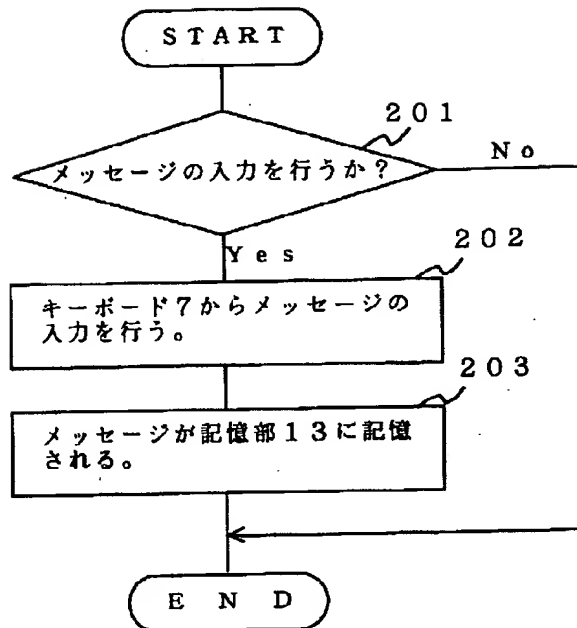 START
201
メッセージの入力を行うか?
No
Yes
202
キーボード7からメッセージの
入力を行う。
203
メッセージが記憶部13に記憶
される。
END